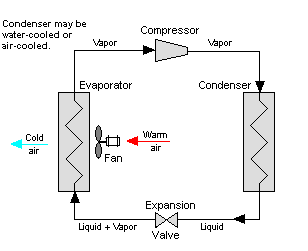 Condenser may be
water-cooled or
air-cooled.
Compressor
Vapor
Vapor
Evaporator
Condenser
Cold
air
Warm
air
Fan
Expansion
Valve
Liquid + Vapor
Liquid